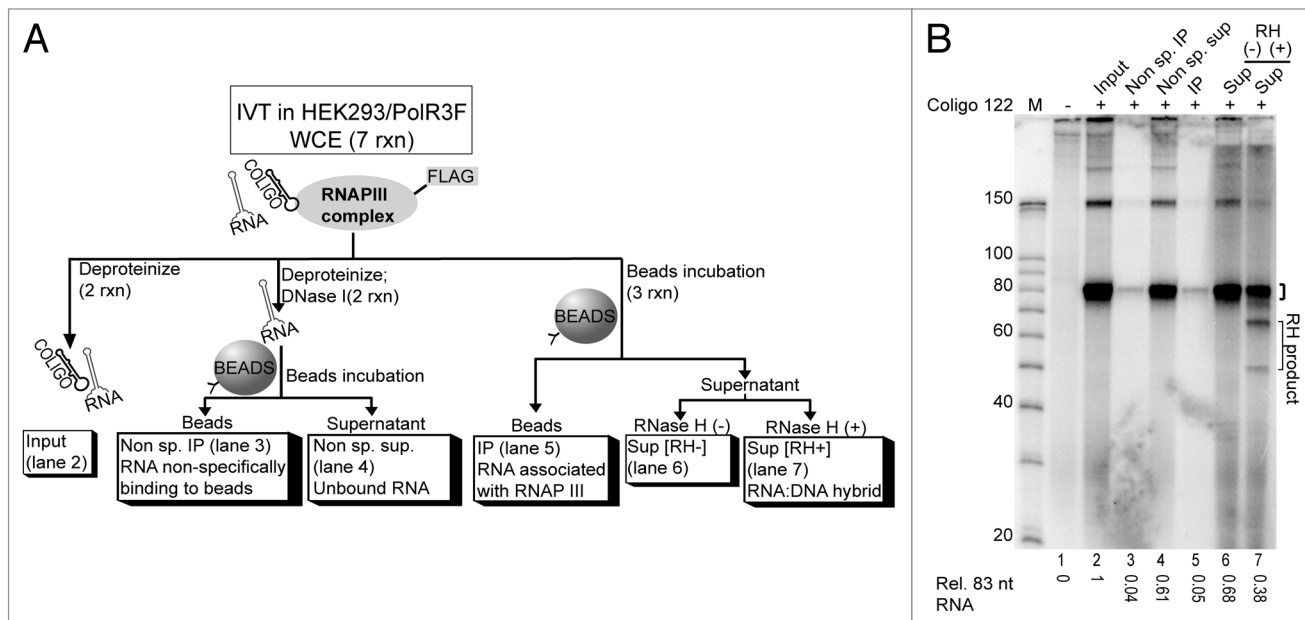 A
IVT in HEK293/PolR3F
WCE (7 rxn)
COLIGO
RNA
RNAPIII
complex
FLAG
Deproteinize
(2 rxn)
Deproteinize;
DNase I(2 rxn)
Beads incubation
(3 rxn)
RNA
BEADS
COLIGO
RNA
BEADS
Beads incubation
Supernatant
Beads
Supernatant
Beads
RNase H (-)
RNase H (+)
Input
(lane 2)
Non sp. IP (lane 3)
RNA non-specifically
binding to beads
Non sp. sup.
(lane 4)
Unbound RNA
IP (lane 5)
RNA associated
with RNAP III
Sup [RH-]
(lane 6)
Sup [RH+]
(lane 7)
RNA:DNA hybrid
B
RH
(-) (+)
Input
Non sp. IP
Non sp. sup
IP
Sup
Sup
Coligo 122 M - + + + + + +
150
100
80
60
40
20
RH product
1 2 3 4 5 6 7
Rel. 83 nt
RNA
0 1 0.04 0.61 0.05 0.68 0.38